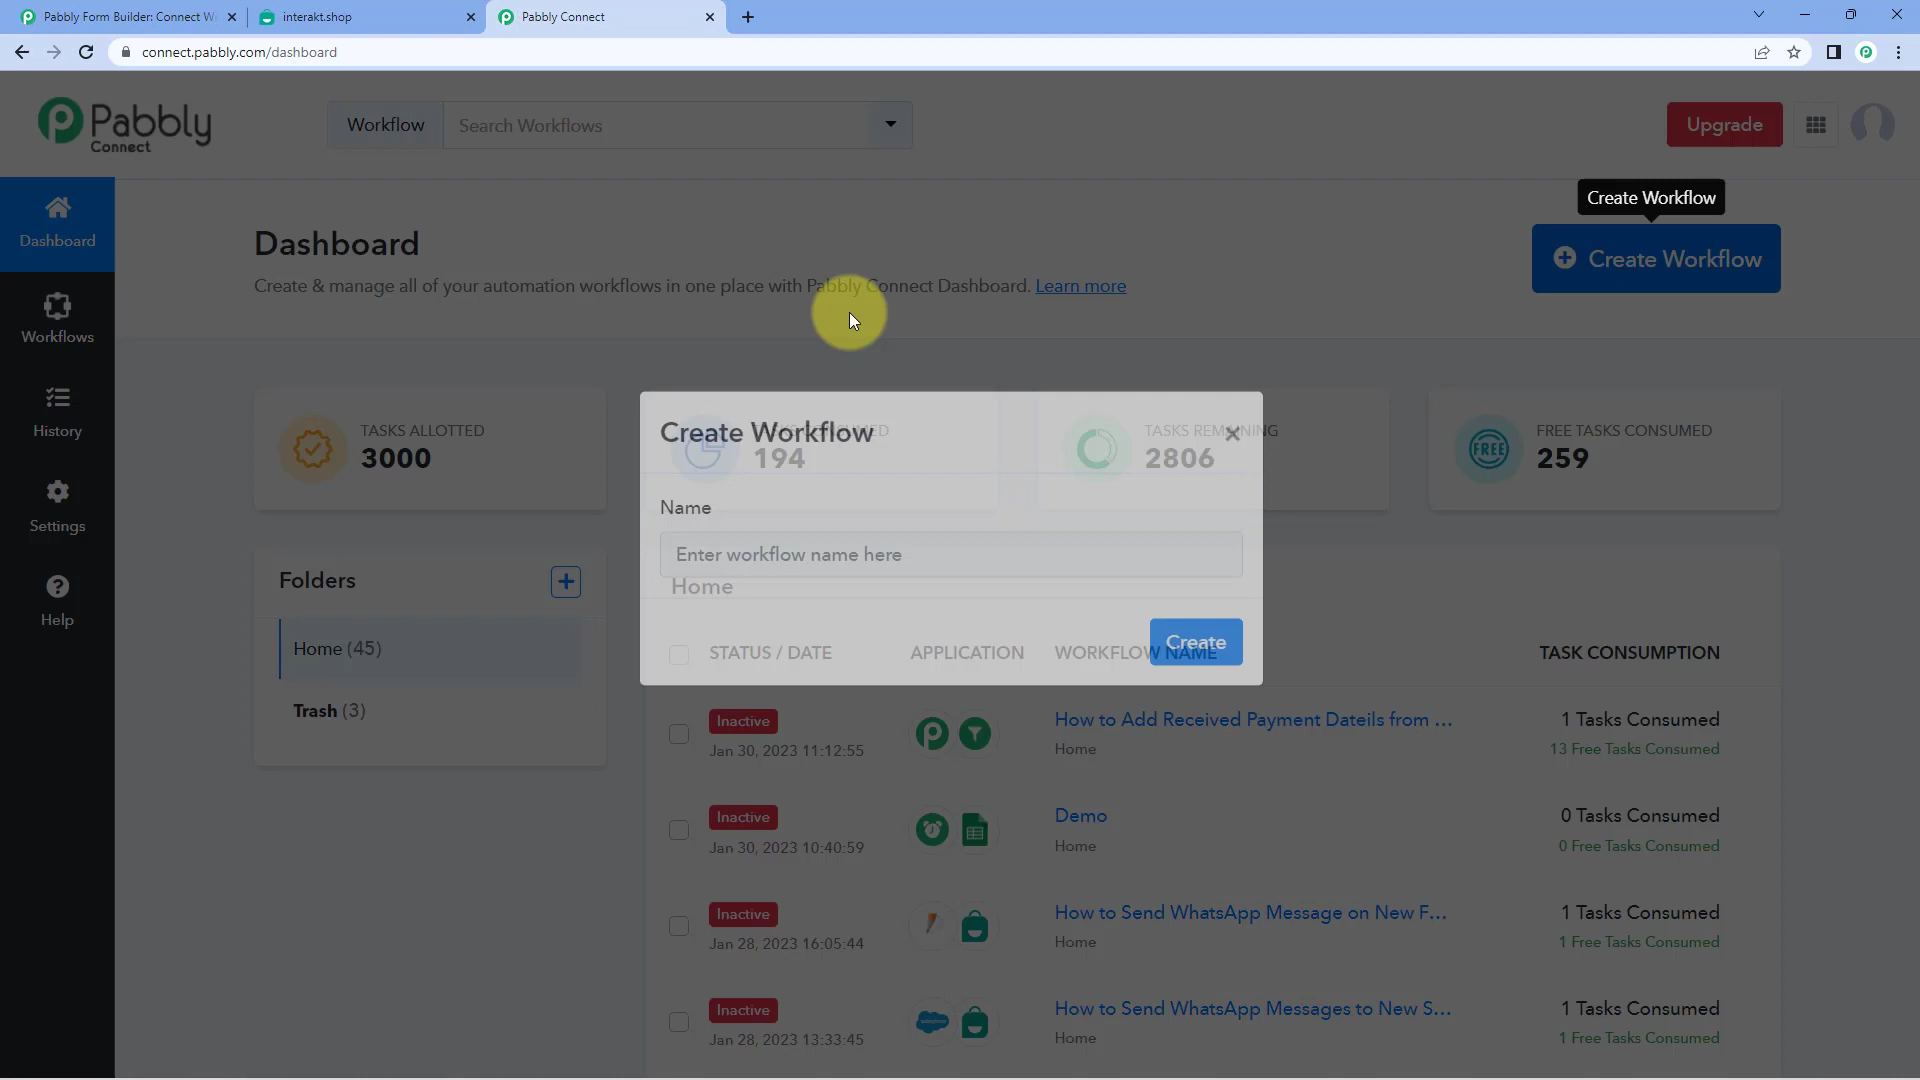 Pabbly Form Builder: Connect W
interakt.shop
Pabbly Connect
connect.pabbly.com/dashboard
Pabbly
Connect
Workflow
Search Workflows
Upgrade
Create Workflow
Dashboard
Create Workflow
Dashboard
Create & manage all of your automation workflows in one place with Pabbly Connect Dashboard. Learn more
Workflows
History
Settings
Help
TASKS ALLOTTED
3000
194
TASKS REMAINING
2806
FREE TASKS CONSUMED
FREE
259
Create Workflow
Name
Enter workflow name here
Create
Folders
Home (45)
Trash (3)
Home
STATUS / DATE
APPLICATION
WORKFLOW NAME
TASK CONSUMPTION
Inactive
Jan 30, 2023 11:12:55
How to Add Received Payment Dateils from ...
Home
1 Tasks Consumed
13 Free Tasks Consumed
Inactive
Jan 30, 2023 10:40:59
Demo
Home
0 Tasks Consumed
0 Free Tasks Consumed
Inactive
Jan 28, 2023 16:05:44
How to Send WhatsApp Message on New F...
Home
1 Tasks Consumed
1 Free Tasks Consumed
Inactive
Jan 28, 2023 13:33:45
How to Send WhatsApp Messages to New S...
Home
1 Tasks Consumed
1 Free Tasks Consumed